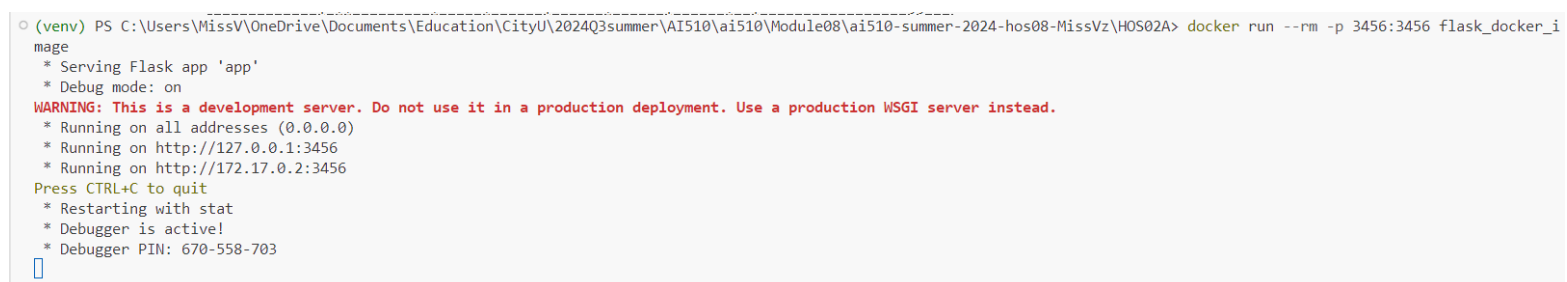 (venv) PS C:\Users\MissV\OneDrive\Documents\Education\CityU\2024Q3summer\AI510\ai510\Module08\ai510-summer-2024-hos08-MissVz\HOS02A> docker run --rm -p 3456:3456 flask_docker_i
mage
 * Serving Flask app 'app'
 * Debug mode: on
WARNING: This is a development server. Do not use it in a production deployment. Use a production WSGI server instead.
 * Running on all addresses (0.0.0.0)
 * Running on http://127.0.0.1:3456
 * Running on http://172.17.0.2:3456
Press CTRL+C to quit
 * Restarting with stat
 * Debugger is active!
 * Debugger PIN: 670-558-703